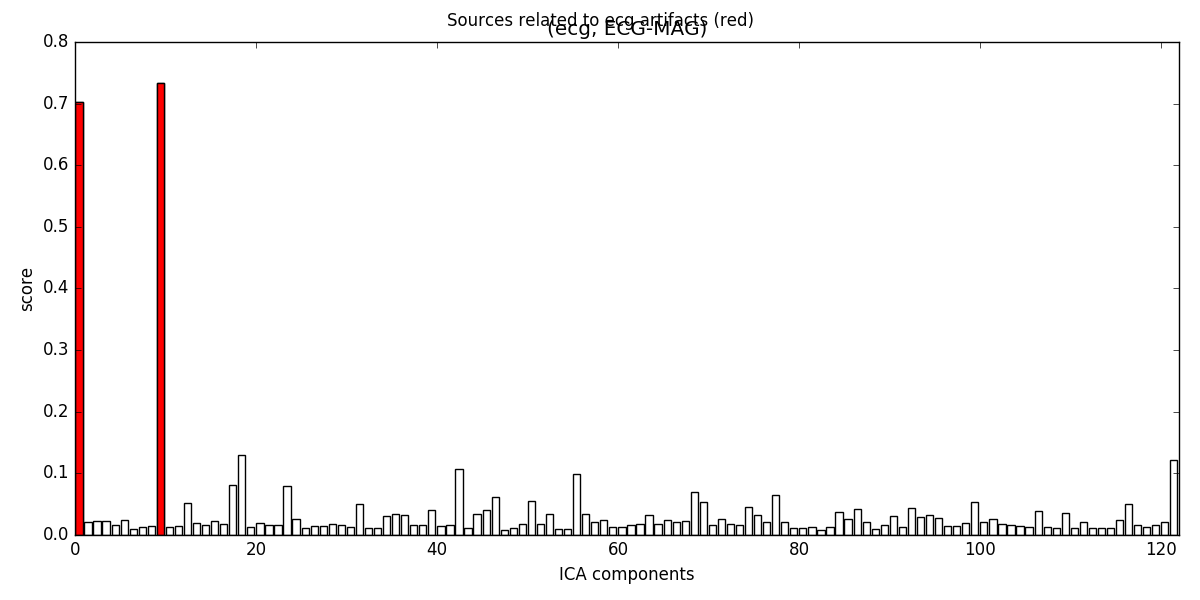 Sources related to ecg artifacts (red)
(ecg, ECG-MAG)
0.8
0.7
0.6
0.5
0.4
0.3
0.2
0.1
0.0
score
0 20 40 60 80 100 120
ICA components